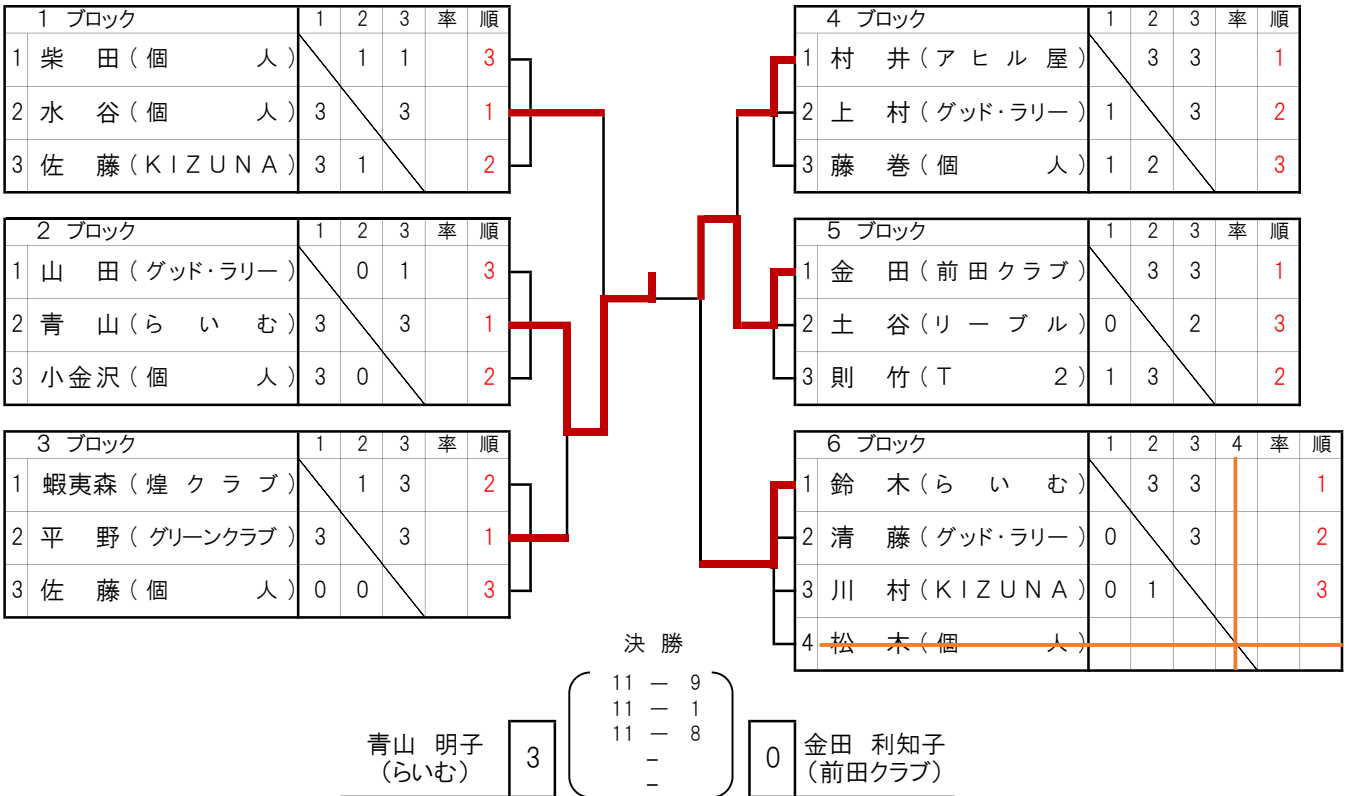 1 ブロック 1 2 3 率 順
1 柴 田 ( 個 人 ) 1 1 3
2 水 谷 ( 個 人 ) 3 3 1
3 佐 藤 ( K I Z U N A ) 3 1 2
2 ブロック 1 2 3 率 順
1 山 田 ( グッド・ラリー ) 0 1 3
2 青 山 ( ら い む ) 3 3 1
3 小金沢 ( 個 人 ) 3 0 2
3 ブロック 1 2 3 率 順
1 蝦夷森 ( 煌 ク ラ ブ ) 1 3 2
2 平 野 ( グリーンクラブ ) 3 3 1
3 佐 藤 ( 個 人 ) 0 0 3
4 ブロック 1 2 3 率 順
1 村 井 ( ア ヒ ル 屋 ) 3 3 1
2 上 村 ( グッド・ラリー ) 1 3 2
3 藤 巻 ( 個 人 ) 1 2 3
5 ブロック 1 2 3 率 順
1 金 田 ( 前 田 ク ラ ブ ) 3 3 1
2 土 谷 ( リ ー ブ ル ) 0 2 3
3 則 竹 ( T 2 ) 1 3 2
6 ブロック 1 2 3 4 率 順
1 鈴 木 ( ら い む ) 3 3 1
2 清 藤 ( グッド・ラリー ) 0 3 2
3 川 村 ( K I Z U N A ) 0 1 3
4 松 木 ( 個 人 )
決 勝
11 — 9
11 — 1
11 — 8
–
–
青山 明子
(らいむ)
3
0
金田 利知子
(前田クラブ)